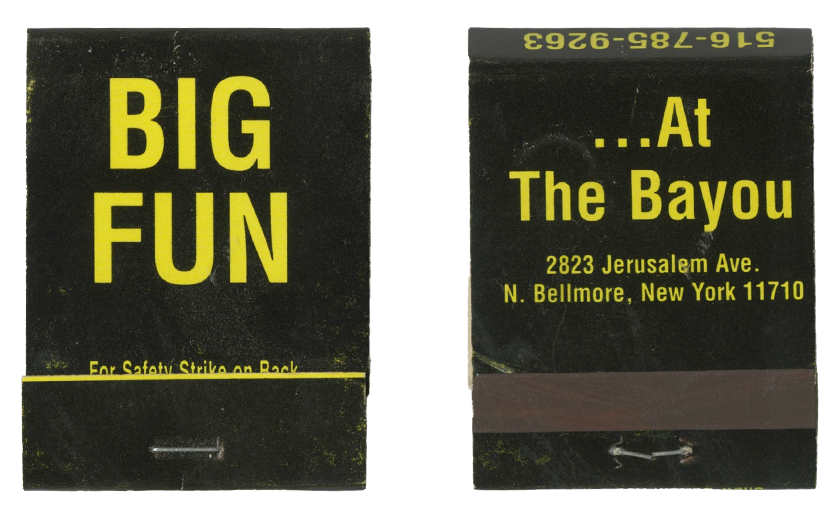 BIG
FUN
For Safety Strike on Back
516-785-9263
...At
The Bayou
2823 Jerusalem Ave.
N. Bellmore, New York 11710